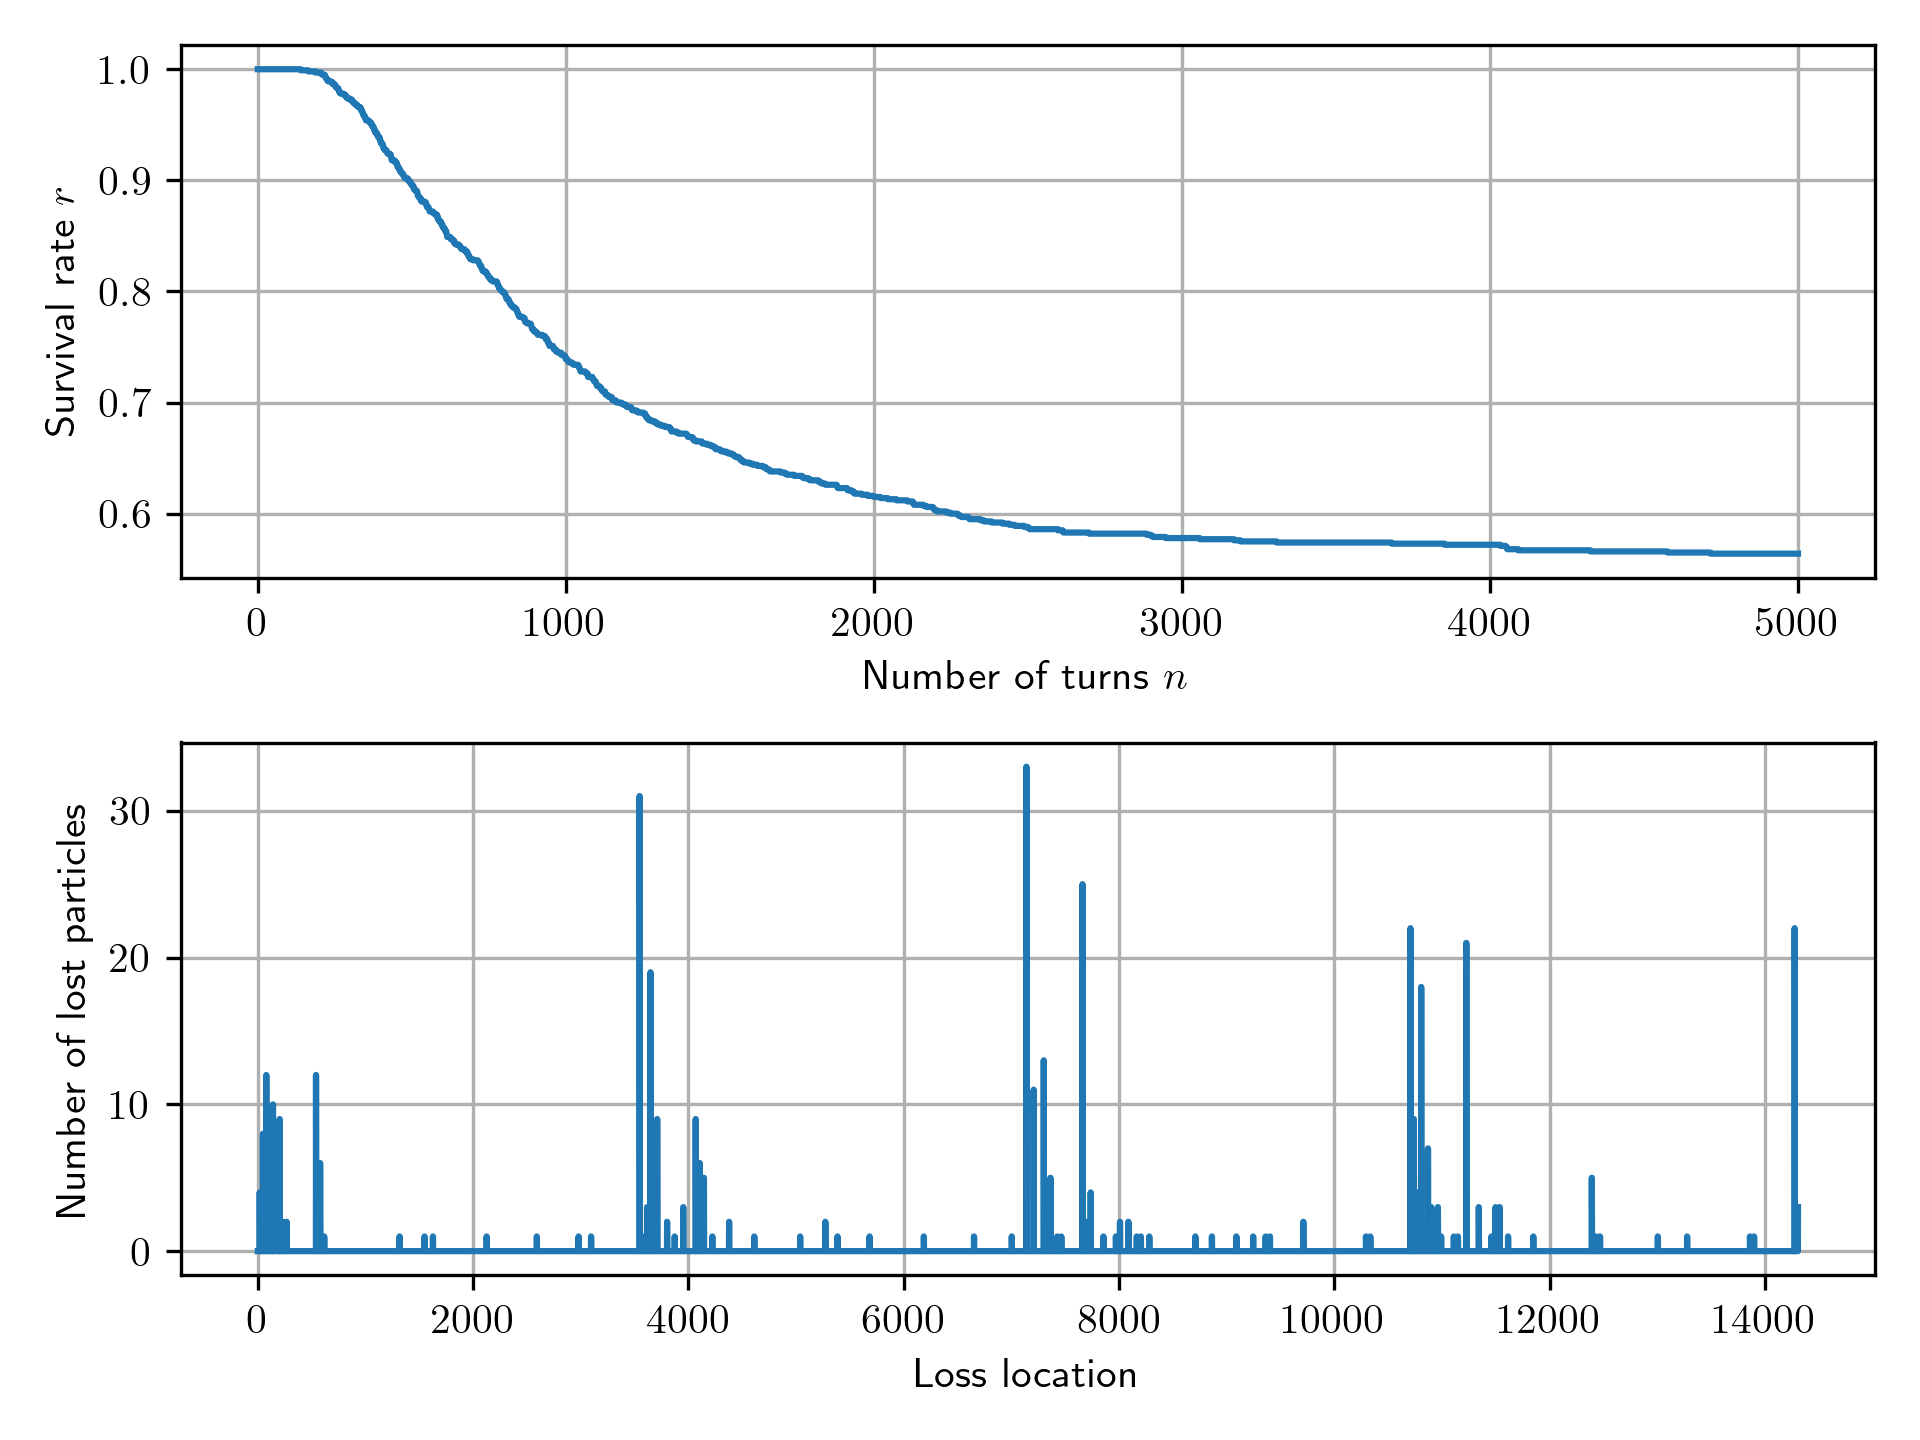 1.0
0.9
0.8
0.7
0.6
Survival rate r
0 1000 2000 3000 4000 5000
Number of turns n
30
20
10
0
Number of lost particles
0 2000 4000 6000 8000 10000 12000 14000
Loss location